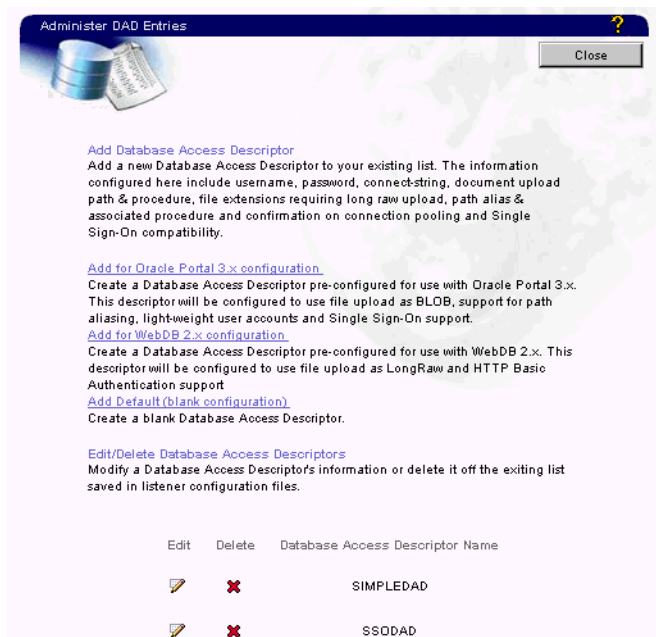 Administer DAD Entries
?
Close
Add Database Access Descriptor
Add a new Database Access Descriptor to your existing list. The information
configured here include username, password, connect-string, document upload
path & procedure, file extensions requiring long raw upload, path alias &
associated procedure and confirmation on connection pooling and Single
Sign-On compatibility.
Add for Oracle Portal 3.x configuration
Create a Database Access Descriptor pre-configured for use with Oracle Portal 3.x.
This descriptor will be configured to use file upload as BLOB, support for path
aliasing, light-weight user accounts and Single Sign-On support.
Add for WebDB 2.x configuration
Create a Database Access Descriptor pre-configured for use with WebDB 2.x. This
descriptor will be configured to use file upload as LongRaw and HTTP Basic
Authentication support
Add Default (blank configuration)
Create a blank Database Access Descriptor.
Edit/Delete Database Access Descriptors
Modify a Database Access Descriptor's information or delete it off the exiting list
saved in listener configuration files.
Edit Delete Database Access Descriptor Name
SIMPLEDAD
SSODAD